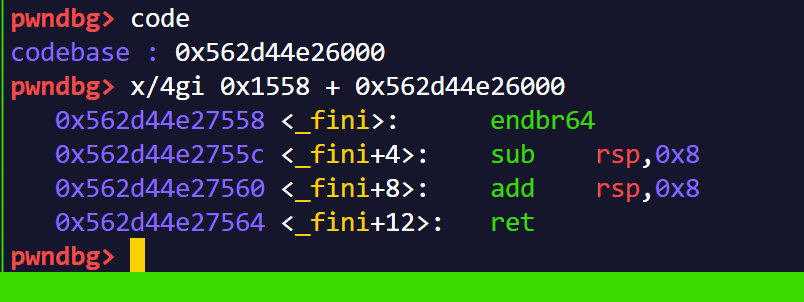 pwndbg> code
codebase : 0x562d44e26000
pwndbg> x/4gi 0x1558 + 0x562d44e26000
0x562d44e27558 <_fini>: endbr64
0x562d44e2755c <_fini+4>: sub rsp,0x8
0x562d44e27560 <_fini+8>: add rsp,0x8
0x562d44e27564 <_fini+12>: ret
pwndbg>